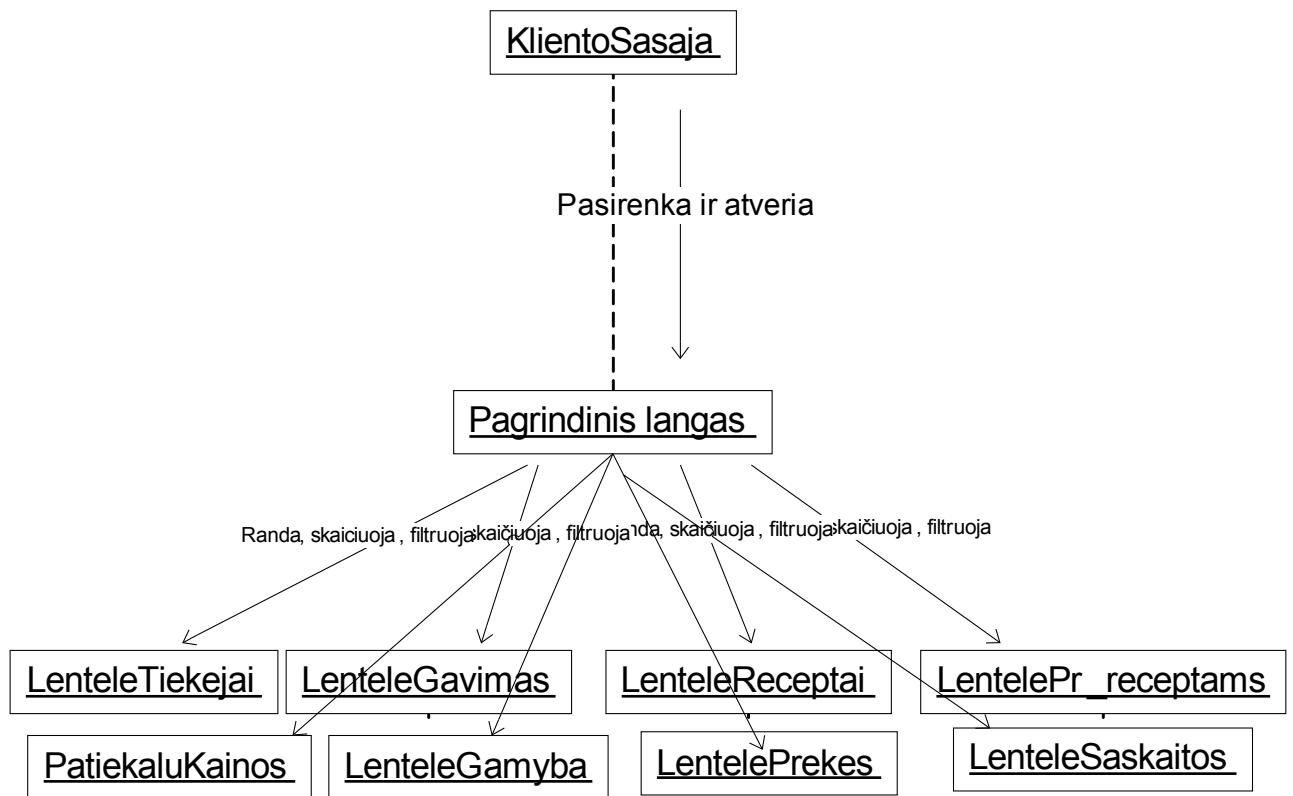 KlientoSasaja
Pasirenka ir atveria
Pagrindinis langas
Randa, skaiciuoja , filtruoja
skaičiuoja , filtruoja
skaičiuoja , filtruoja
skaičiuoja , filtruoja
LenteleTiekejai
LenteleGavimas
LenteleReceptai
LentelePr_receptams
PatiekaluKainos
LenteleGamyba
LentelePrekes
LenteleSaskaitos